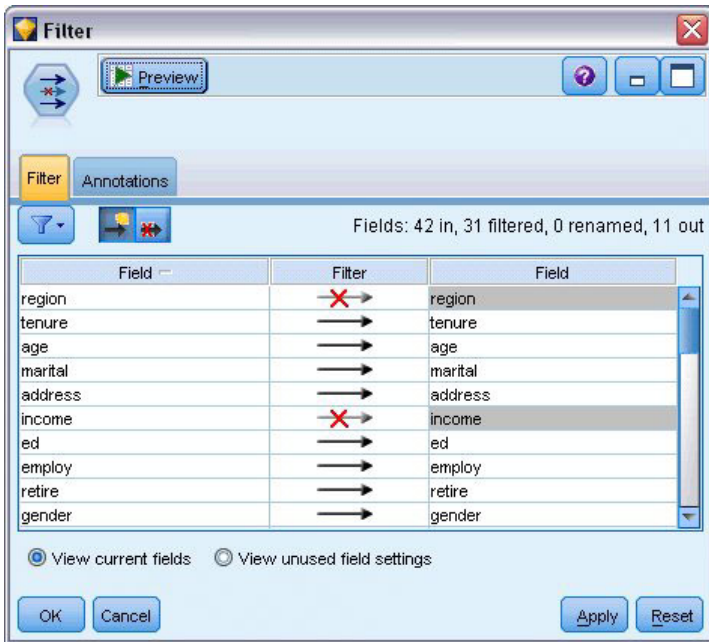 Filter
Preview
Filter Annotations
Fields: 42 in, 31 filtered, 0 renamed, 11 out
Field Filter Field
region region
tenure tenure
age age
marital marital
address address
income income
ed ed
employ employ
retire retire
gender gender
View current fields View unused field settings
OK Cancel Apply Reset